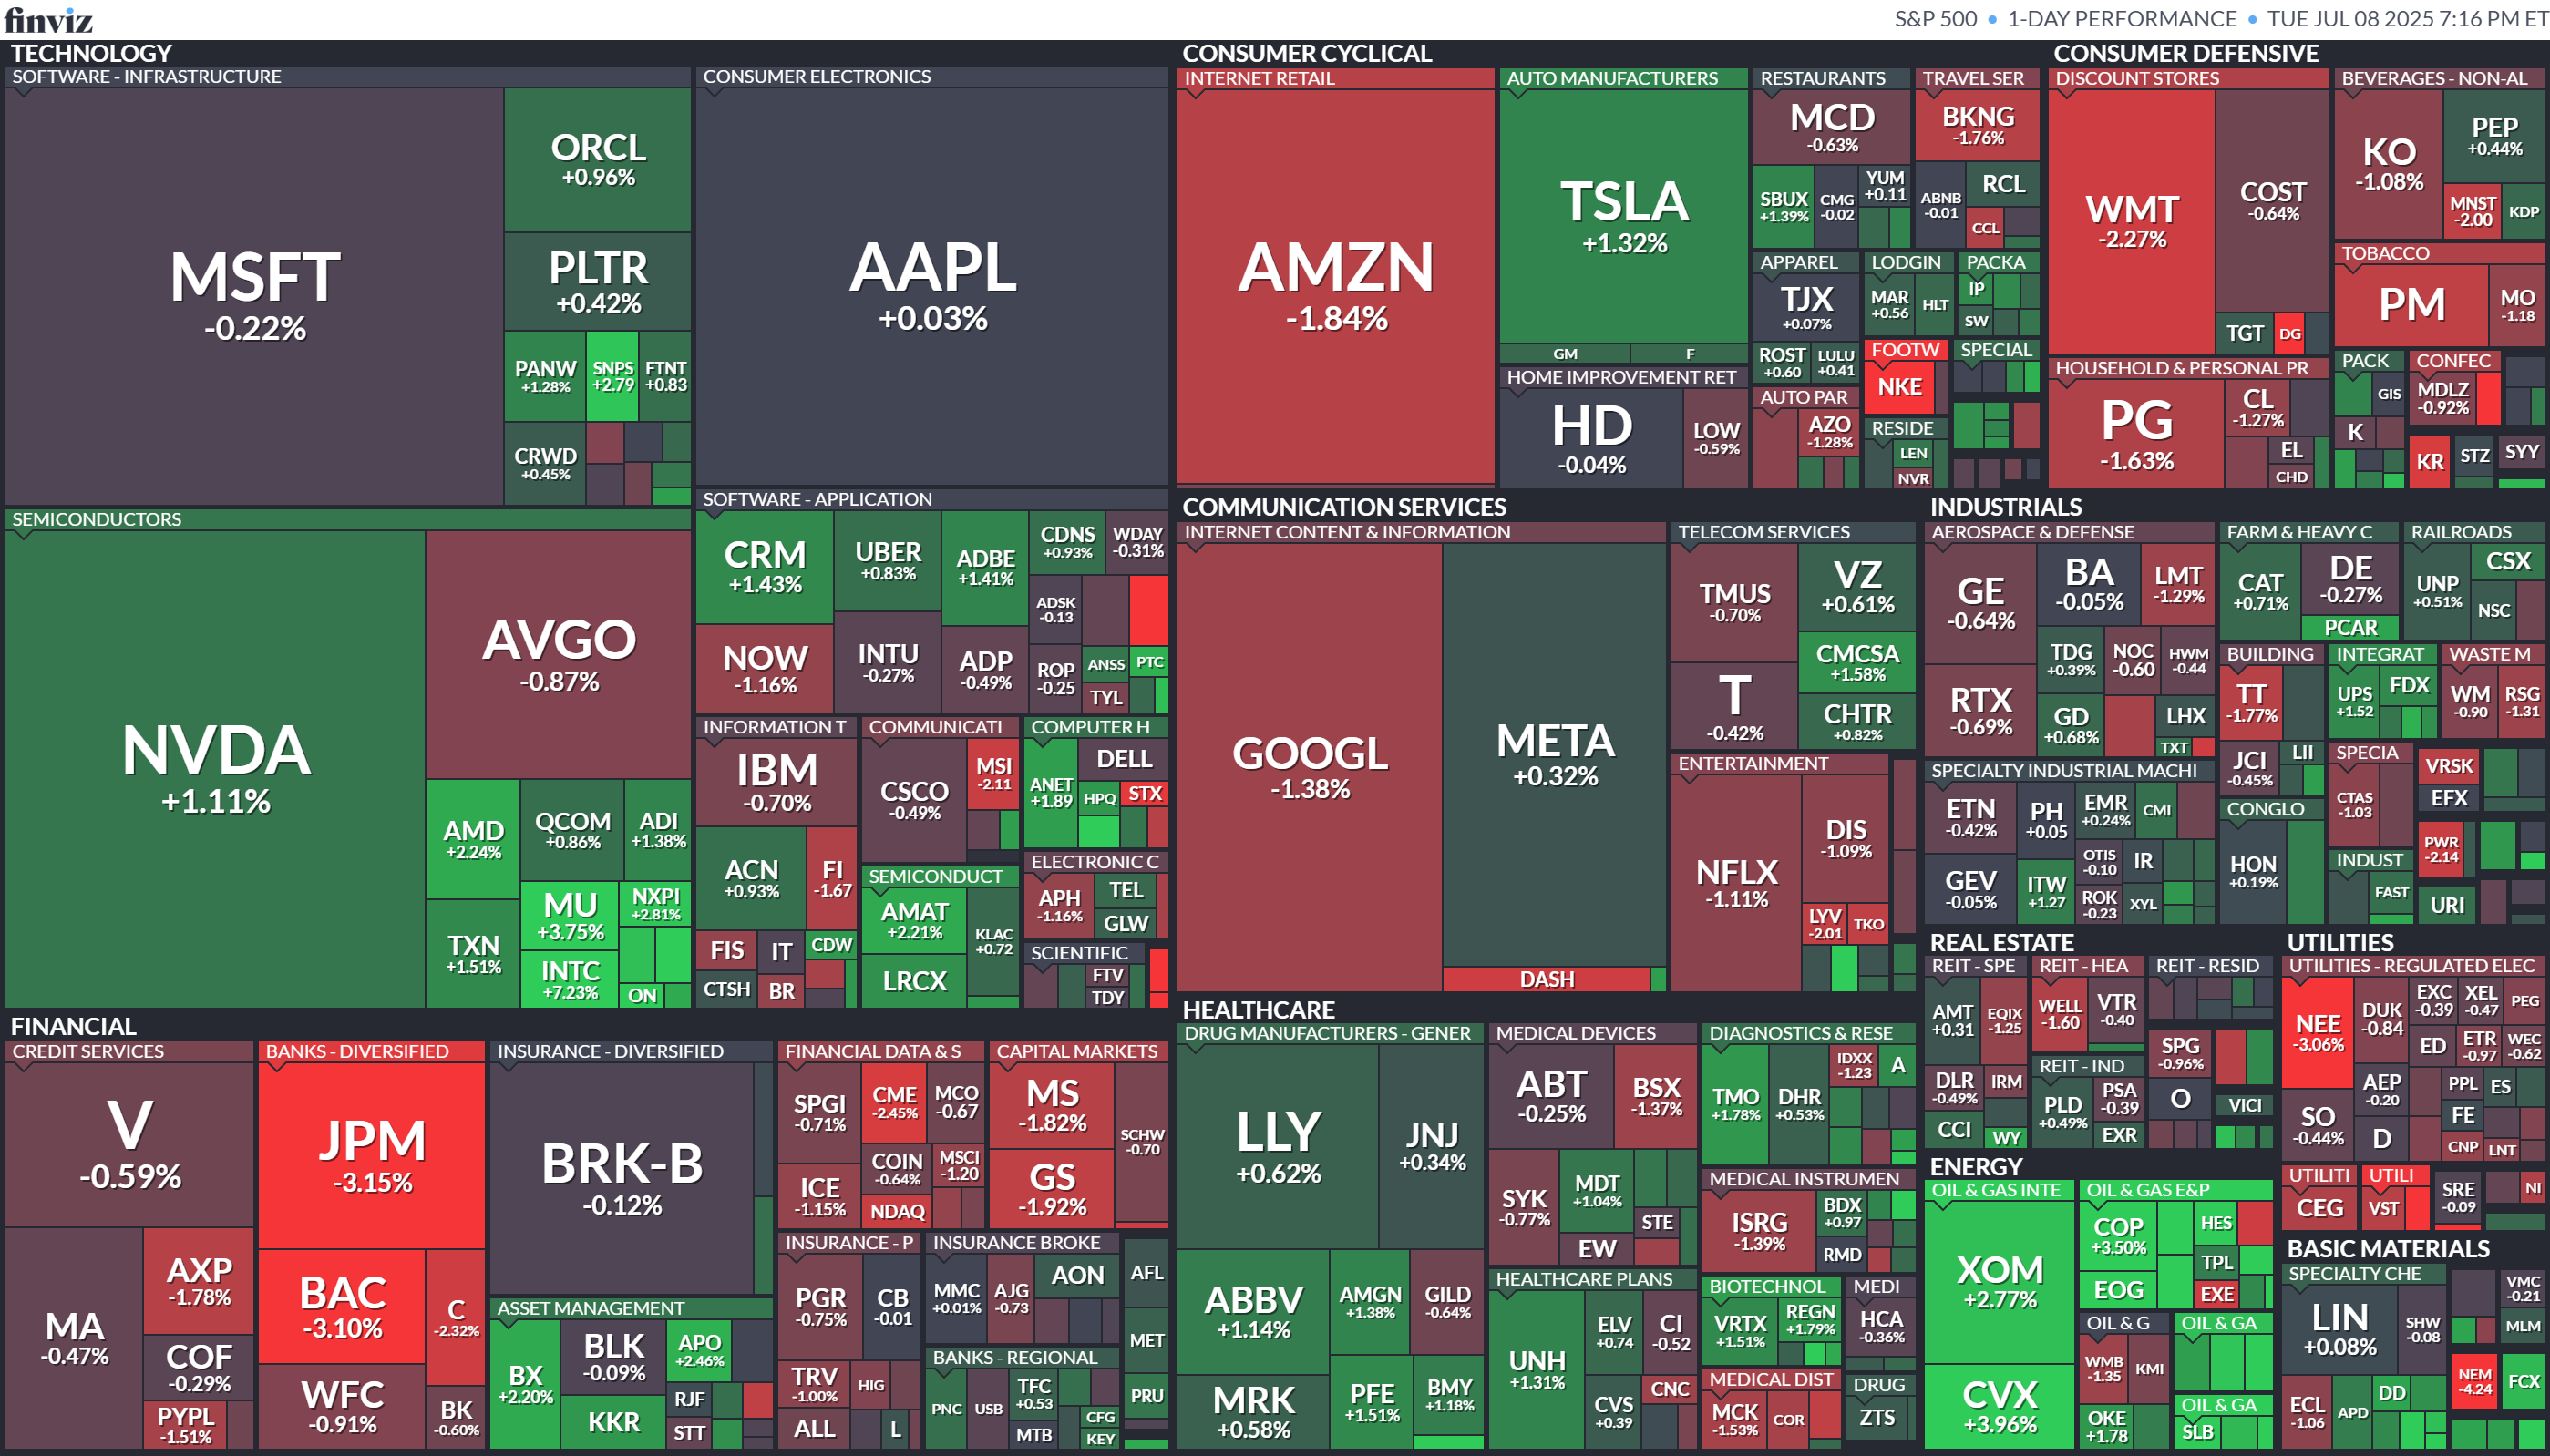 finviz
S&P 500 • 1-DAY PERFORMANCE • TUE JUL 08 2025 7:16 PM ET
TECHNOLOGY
SOFTWARE - INFRASTRUCTURE
MSFT
-0.22%
ORCL
+0.96%
PLTR
+0.42%
PANW
+1.28%
SNPS
+2.79
FTNT
+0.83
CRWD
+0.45%
CONSUMER ELECTRONICS
AAPL
+0.03%
SEMICONDUCTORS
NVDA
+1.11%
AVGO
-0.87%
AMD
+2.24%
QCOM
+0.86%
ADI
+1.38%
TXN
+1.51%
MU
+3.75%
NXPI
+2.81%
INTC
+7.23%
ON
SOFTWARE - APPLICATION
CRM
+1.43%
UBER
+0.83%
ADBE
+1.41%
CDNS
+0.93%
WDAY
-0.31%
NOW
-1.16%
INTU
-0.27%
ADP
-0.49%
ADSK
-0.13
ROP
-0.25
ANSS
PTC
TYL
INFORMATION T
IBM
-0.70%
ACN
+0.93%
FI
-1.67
FIS
IT
CDW
CTSH
BR
COMMUNICATI
CSCO
-0.49%
MSI
-2.11
COMPUTER H
ANET
+1.89
DELL
HPQ
STX
SEMICONDUCT
AMAT
+2.21%
KLAC
+0.72
LRCX
ELECTRONIC C
APH
-1.16%
TEL
GLW
SCIENTIFIC
FTV
TDY
CONSUMER CYCLICAL
INTERNET RETAIL
AMZN
-1.84%
AUTO MANUFACTURERS
TSLA
+1.32%
GM
F
HOME IMPROVEMENT RET
HD
-0.04%
LOW
-0.59%
RESTAURANTS
MCD
-0.63%
SBUX
+1.39%
CMG
-0.02
YUM
+0.11
TRAVEL SER
BKNG
-1.76%
ABNB
-0.01
RCL
CCL
APPAREL
TJX
+0.07%
ROST
+0.60
LULU
+0.41
LODGIN
MAR
+0.56
HLT
PACKA
IP
SW
AUTO PAR
AZO
-1.28%
FOOTW
NKE
SPECIAL
RESIDE
LEN
NVR
CONSUMER DEFENSIVE
DISCOUNT STORES
WMT
-2.27%
COST
-0.64%
TGT
DG
BEVERAGES - NON-AL
KO
-1.08%
PEP
+0.44%
MNST
-2.00
KDP
TOBACCO
PM
MO
-1.18
HOUSEHOLD & PERSONAL PR
PG
-1.63%
CL
-1.27%
EL
CHD
PACK
GIS
K
CONFEC
MDLZ
-0.92%
KR
STZ
SYY
COMMUNICATION SERVICES
INTERNET CONTENT & INFORMATION
GOOGL
-1.38%
META
+0.32%
DASH
TELECOM SERVICES
TMUS
-0.70%
VZ
+0.61%
T
-0.42%
CMCSA
+1.58%
CHTR
+0.82%
ENTERTAINMENT
NFLX
-1.11%
DIS
-1.09%
LYV
-2.01
TKO
INDUSTRIALS
AEROSPACE & DEFENSE
GE
-0.64%
BA
-0.05%
LMT
-1.29%
RTX
-0.69%
TDG
+0.39%
NOC
-0.60
HWM
-0.44
GD
+0.68%
LHX
TXT
FARM & HEAVY C
CAT
+0.71%
DE
-0.27%
PCAR
RAILROADS
UNP
+0.51%
CSX
NSC
BUILDING
TT
-1.77%
JCI
-0.45%
LII
INTEGRAT
UPS
+1.52
FDX
WASTE M
WM
-0.90
RSG
-1.31
SPECIALTY INDUSTRIAL MACHI
ETN
-0.42%
PH
+0.05
EMR
+0.24%
CMI
GEV
-0.05%
ITW
+1.27
OTIS
-0.10
IR
ROK
-0.23
XYL
SPECIA
CTAS
-1.03
VRSK
EFX
CONGLO
HON
+0.19%
INDUST
FAST
PWR
-2.14
URI
FINANCIAL
CREDIT SERVICES
V
-0.59%
MA
-0.47%
AXP
-1.78%
COF
-0.29%
PYPL
-1.51%
BANKS - DIVERSIFIED
JPM
-3.15%
BAC
-3.10%
C
-2.32%
WFC
-0.91%
BK
-0.60%
INSURANCE - DIVERSIFIED
BRK-B
-0.12%
ASSET MANAGEMENT
BX
+2.20%
BLK
-0.09%
APO
+2.46%
KKR
RJF
STT
FINANCIAL DATA & S
SPGI
-0.71%
CME
-2.45%
MCO
-0.67
ICE
-1.15%
COIN
-0.64%
MSCI
-1.20
NDAQ
CAPITAL MARKETS
MS
-1.82%
GS
-1.92%
SCHW
-0.70
INSURANCE - P
PGR
-0.75%
CB
-0.01
TRV
-1.00%
HIG
ALL
L
INSURANCE BROKE
MMC
+0.01%
AJG
-0.73
AON
BANKS - REGIONAL
PNC
USB
TFC
+0.53
MTB
CFG
KEY
AFL
MET
PRU
HEALTHCARE
DRUG MANUFACTURERS - GENER
LLY
+0.62%
JNJ
+0.34%
ABBV
+1.14%
AMGN
+1.38%
GILD
-0.64%
MRK
+0.58%
PFE
+1.51%
BMY
+1.18%
MEDICAL DEVICES
ABT
-0.25%
BSX
-1.37%
SYK
-0.77%
MDT
+1.04%
STE
EW
HEALTHCARE PLANS
UNH
+1.31%
ELV
+0.74
CI
-0.52
CVS
+0.39
CNC
DIAGNOSTICS & RESE
TMO
+1.78%
DHR
+0.53%
IDXX
-1.23
A
MEDICAL INSTRUMEN
ISRG
-1.39%
BDX
+0.97
RMD
BIOTECHNOL
VRTX
+1.51%
REGN
+1.79%
MEDI
HCA
-0.36%
MEDICAL DIST
MCK
-1.53%
COR
DRUG
ZTS
REAL ESTATE
REIT - SPE
AMT
+0.31
EQIX
-1.25
DLR
-0.49%
IRM
CCI
WY
REIT - HEA
WELL
-1.60
VTR
-0.40
REIT - IND
PLD
+0.49%
PSA
-0.39
EXR
REIT - RESID
SPG
-0.96%
O
VICI
UTILITIES
UTILITIES - REGULATED ELEC
NEE
-3.06%
DUK
-0.84
EXC
-0.39
XEL
-0.47
PEG
ED
ETR
-0.97
WEC
-0.62
SO
-0.44%
AEP
-0.20
PPL
ES
FE
D
CNP
LNT
UTILITI
CEG
UTILI
VST
SRE
-0.09
NI
ENERGY
OIL & GAS INTE
XOM
+2.77%
CVX
+3.96%
OIL & GAS E&P
COP
+3.50%
HES
EOG
TPL
EXE
OIL & G
WMB
-1.35
KMI
OKE
+1.78
OIL & GA
OIL & GA
SLB
BASIC MATERIALS
SPECIALTY CHE
LIN
+0.08%
SHW
-0.08
ECL
-1.06
APD
DD
VMC
-0.21
MLM
NEM
-4.24
FCX